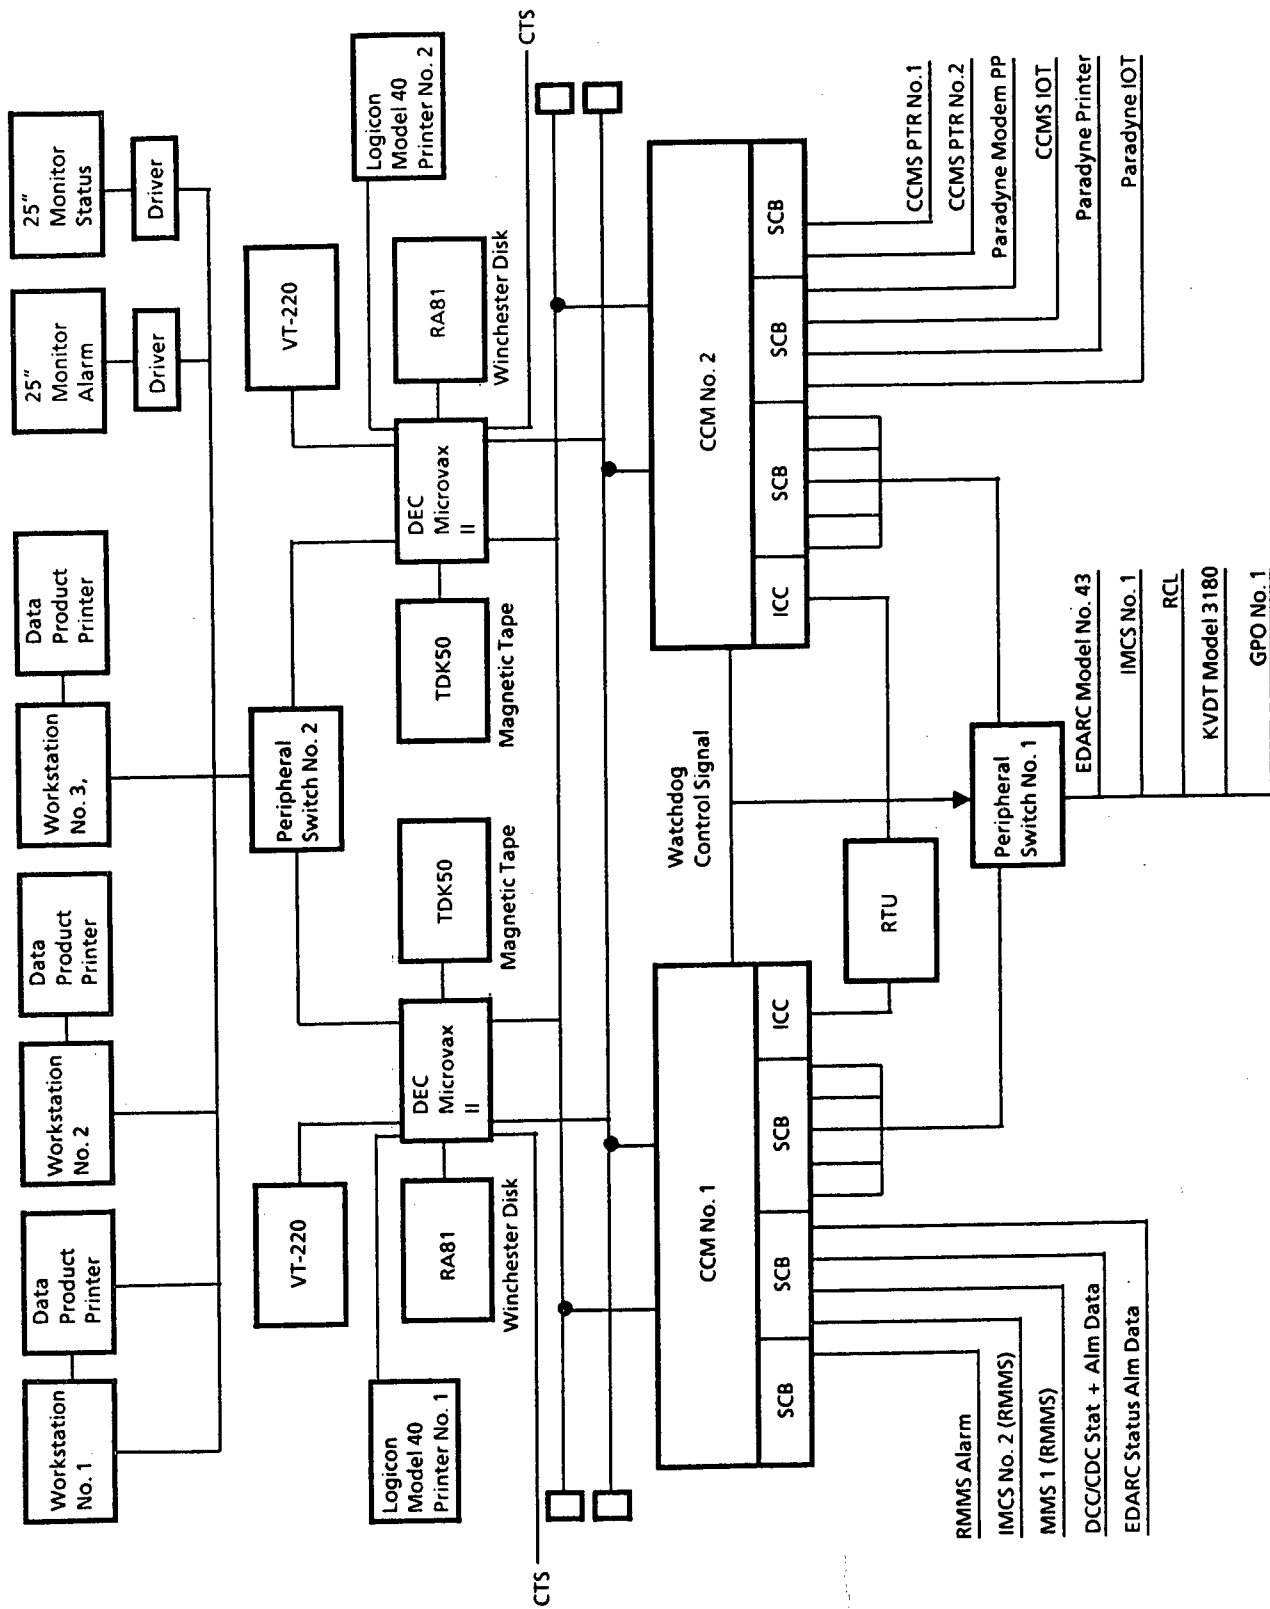 Workstation
No. 1
Data
Product
Printer
Workstation
No. 2
Data
Product
Printer
Workstation
No. 3,
Data
Product
Printer
25"
Monitor
Alarm
25"
Monitor
Status
Driver
Driver
VT-220
Peripheral
Switch No. 2
VT-220
Logicon
Model 40
Printer No. 1
RA81
Winchester Disk
DEC
Microvax
II
TDK50
Magnetic Tape
TDK50
Magnetic Tape
DEC
Microvax
II
RA81
Winchester Disk
Logicon
Model 40
Printer No. 2
CTS
CTS
CCM No. 1
SCB
SCB
SCB
ICC
Watchdog
Control Signal
CCM No. 2
ICC
SCB
SCB
SCB
RTU
Peripheral
Switch No. 1
RMMS Alarm
IMCS No. 2 (RMMS)
MMS 1 (RMMS)
DCC/CDC Stat + Alm Data
EDARC Status Alm Data
EDARC Model No. 43
IMCS No. 1
RCL
KVDT Model 3180
GPO No. 1
CCMS PTR No.1
CCMS PTR No.2
Paradyne Modem PP
CCMS IOT
Paradyne Printer
Paradyne IOT